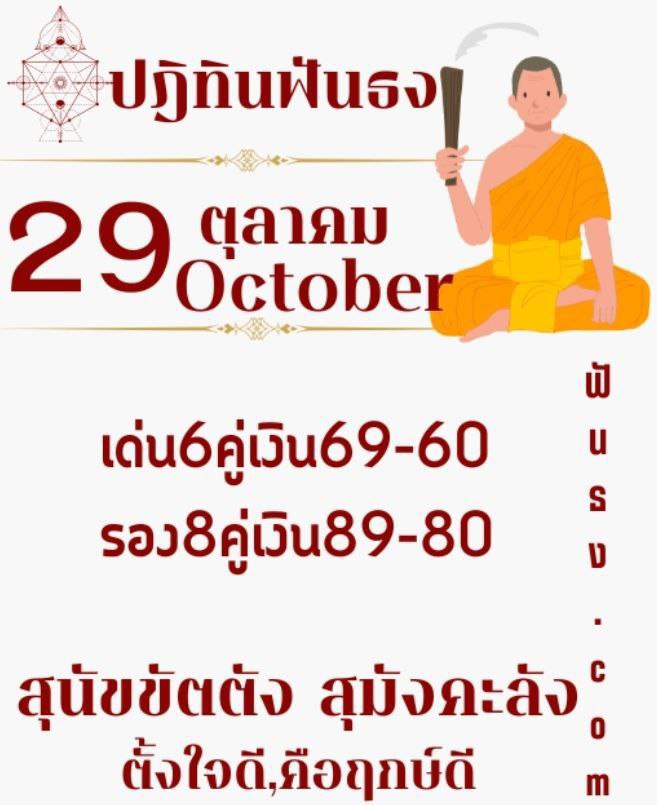 ปฏิทินฟันธง
29 ตุลาคม
October
เด่น6คู่เงิน69-60
รอง8คู่เงิน89-80
ฟันธง.com
สุนัขขัตตัง สุมังคะลัง
ตั้งใจดี,คือฤกษ์ดี